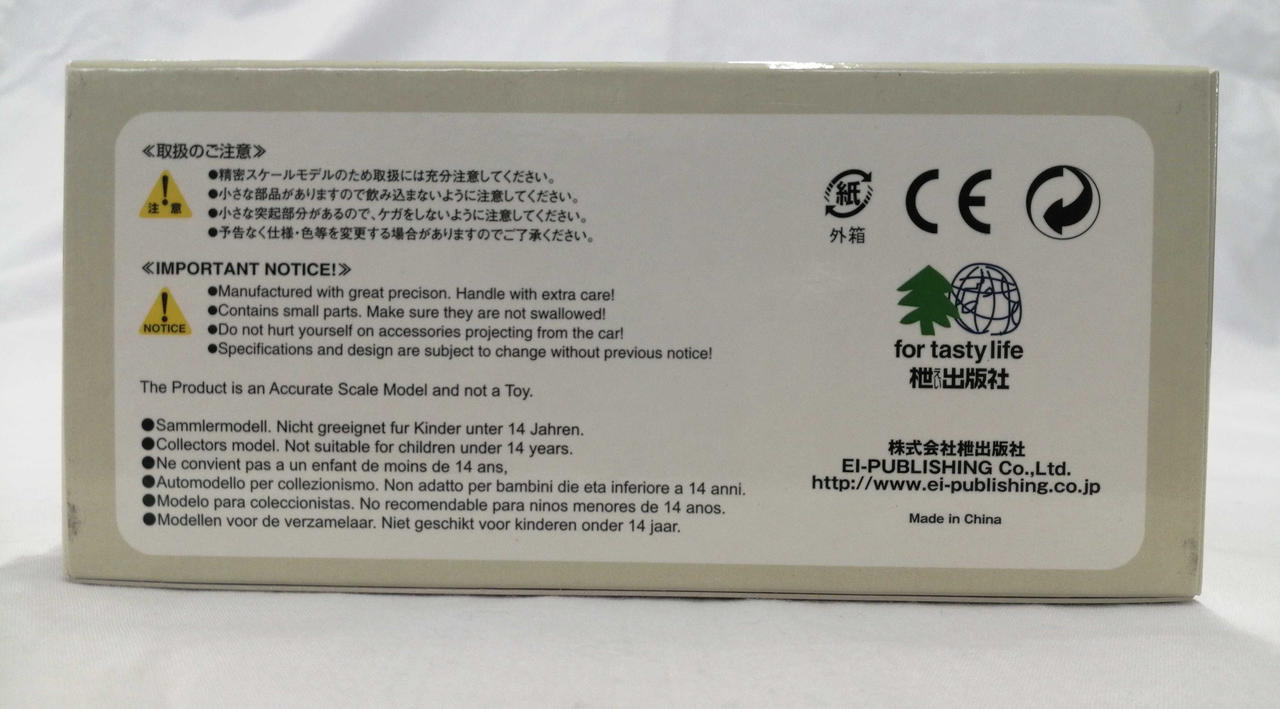 ≪取扱のご注意≫
注 意
●精密スケールモデルのため取扱には充分注意してください。
●小さな部品がありますので飲み込まないように注意してください。
●小さな突起部分があるので、ケガをしないように注意してください。
●予告なく仕様・色等を変更する場合がありますのでご了承ください。
≪IMPORTANT NOTICE!≫
NOTICE
●Manufactured with great precison. Handle with extra care!
●Contains small parts. Make sure they are not swallowed!
●Do not hurt yourself on accessories projecting from the car!
●Specifications and design are subject to change without previous notice!
The Product is an Accurate Scale Model and not a Toy.
●Sammlermodell. Nicht greeignet fur Kinder unter 14 Jahren.
●Collectors model. Not suitable for children under 14 years.
●Ne convient pas a un enfant de moins de 14 ans,
●Automodello per collezionismo. Non adatto per bambini die eta inferiore a 14 anni.
●Modelo para coleccionistas. No recomendable para ninos menores de 14 anos.
●Modellen voor de verzamelaar. Niet geschikt voor kinderen onder 14 jaar.
紙
外箱
CE
for tasty life
枻えい出版社
株式会社枻出版社
EI-PUBLISHING Co.,Ltd.
http://www.ei-publishing.co.jp
Made in China